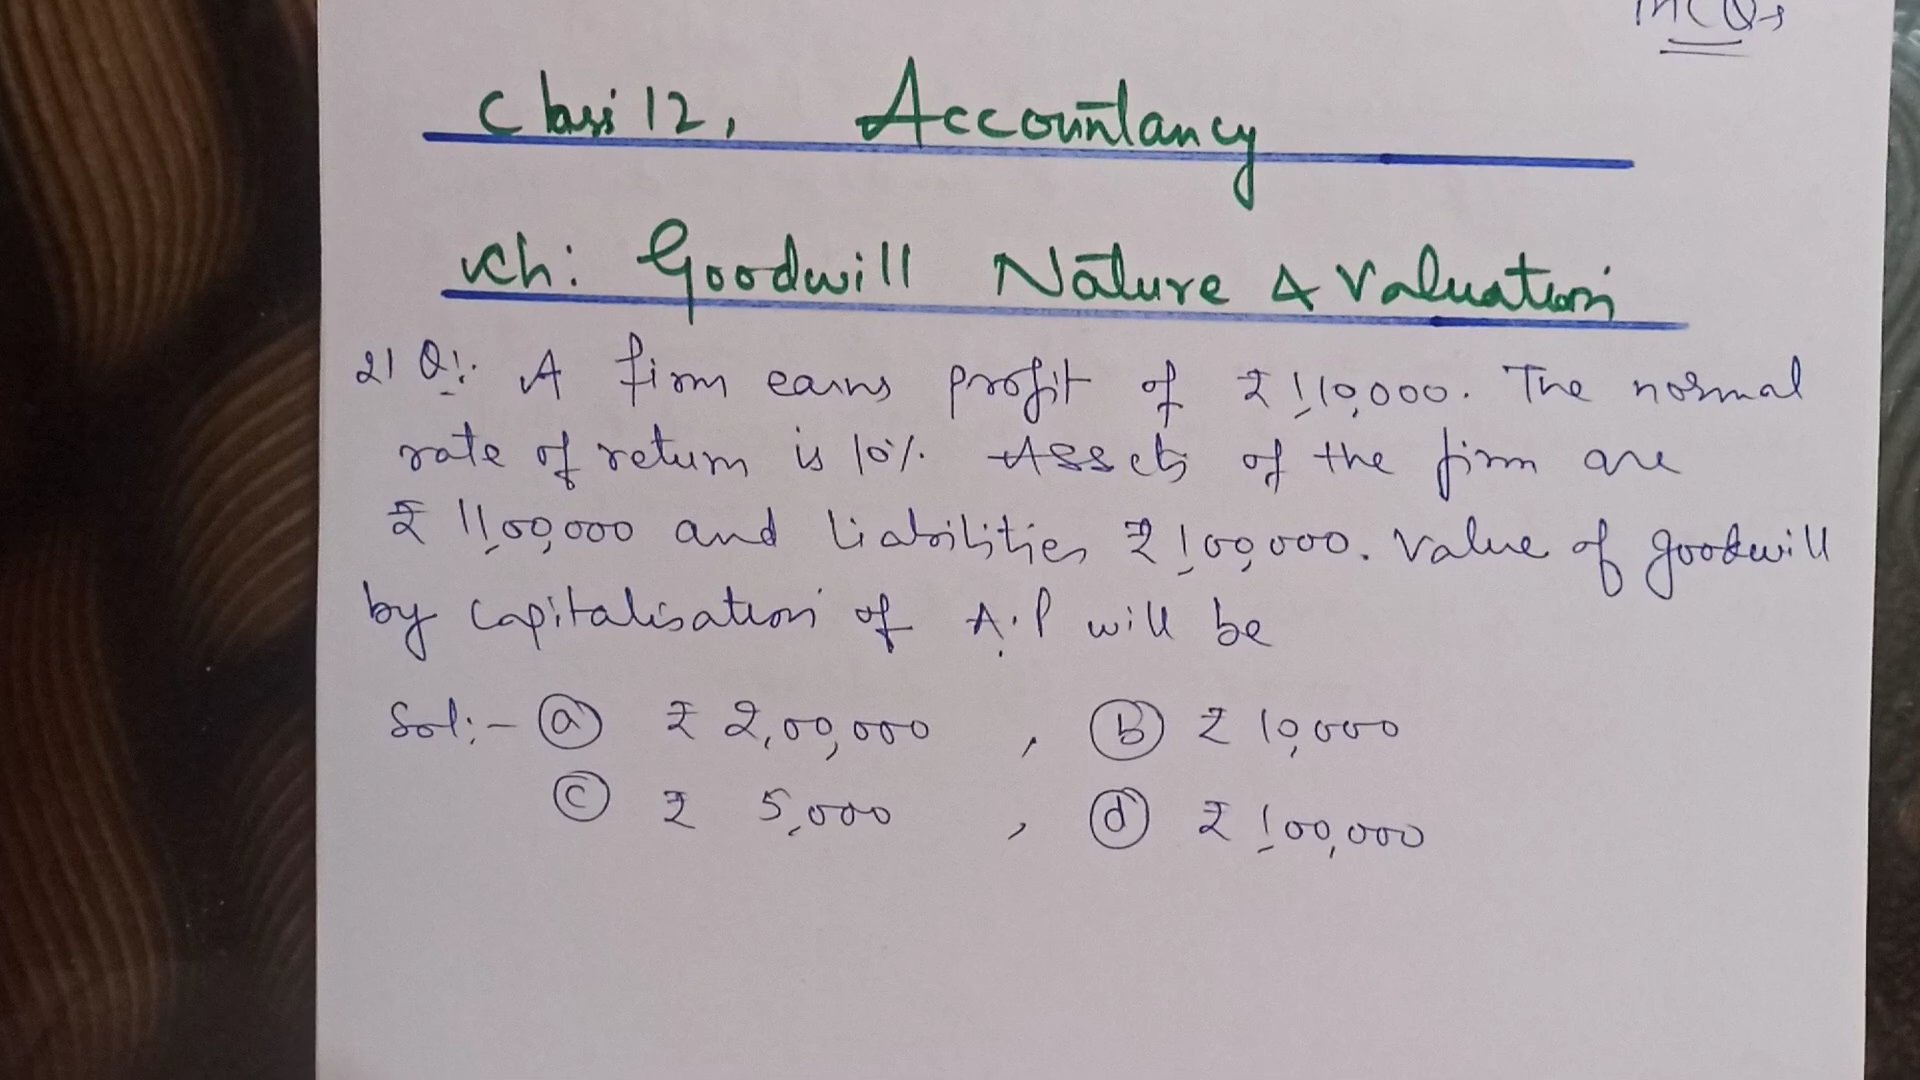 MCQs
Class 12, Accountancy
Ch: Goodwill Nature & Valuation
21 Q:. A firm earns profit of ₹ 1,10,000. The normal
rate of return is 10%. Assets of the firm are
₹ 11,00,000 and liabilities ₹ 1,00,000. Value of goodwill
by Capitalisation of A.P will be
Sol:- (a) ₹ 2,00,000 , (b) ₹ 10,000
(c) ₹ 5,000 , (d) ₹ 1,00,000